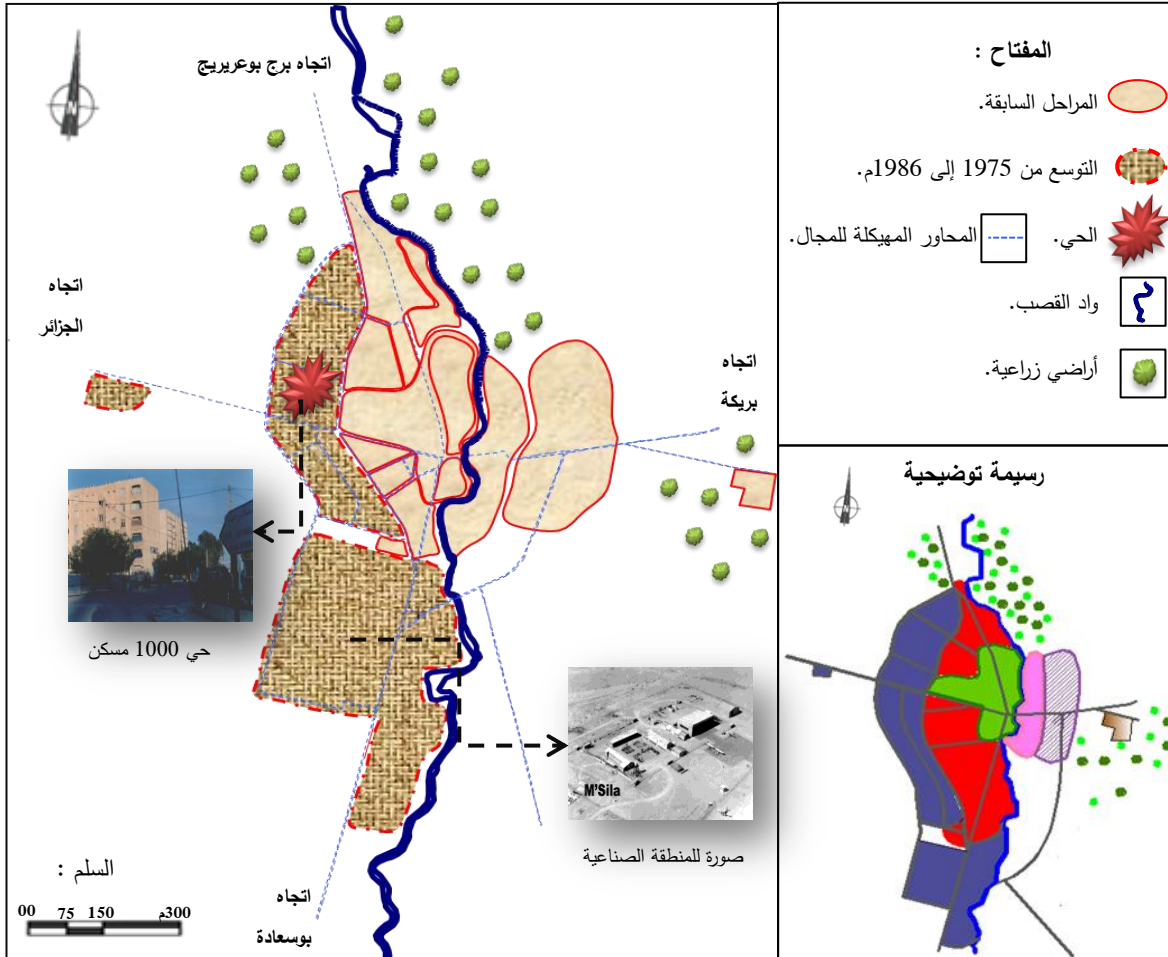 اتجاه برج بوعريريج
اتجاه
الجزائر
اتجاه
بريكة
حي 1000 مسكن
M'Sila
صورة للمنطقة الصناعية
اتجاه
بوسعادة
السلم :
00 75 150 300م
المفتاح :
المراحل السابقة.
التوسع من 1975 إلى 1986م.
الحي.
المحاور المهيكلة للمجال.
واد القصب.
أراضي زراعية.
رسيمة توضيحية